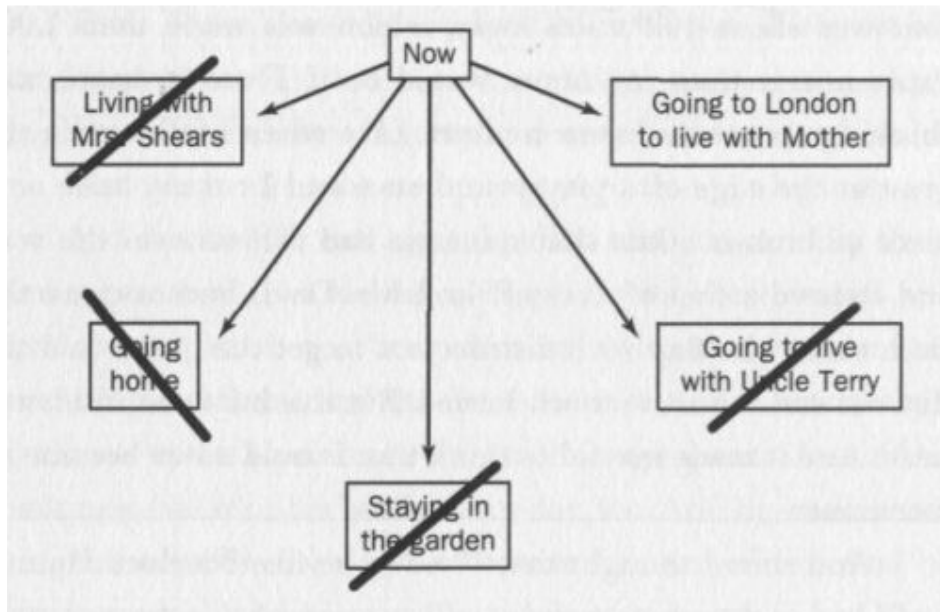 Now
Living with
Mrs Shears
Going to London
to live with Mother
Going
home
Going to live
with Uncle Terry
Staying in
the garden